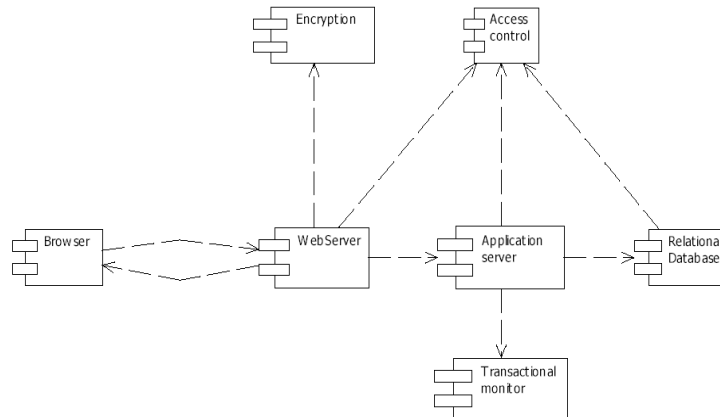 Encryption
Access
control
Browser
WebServer
Application
server
Relationa
Database
Transactional
monitor